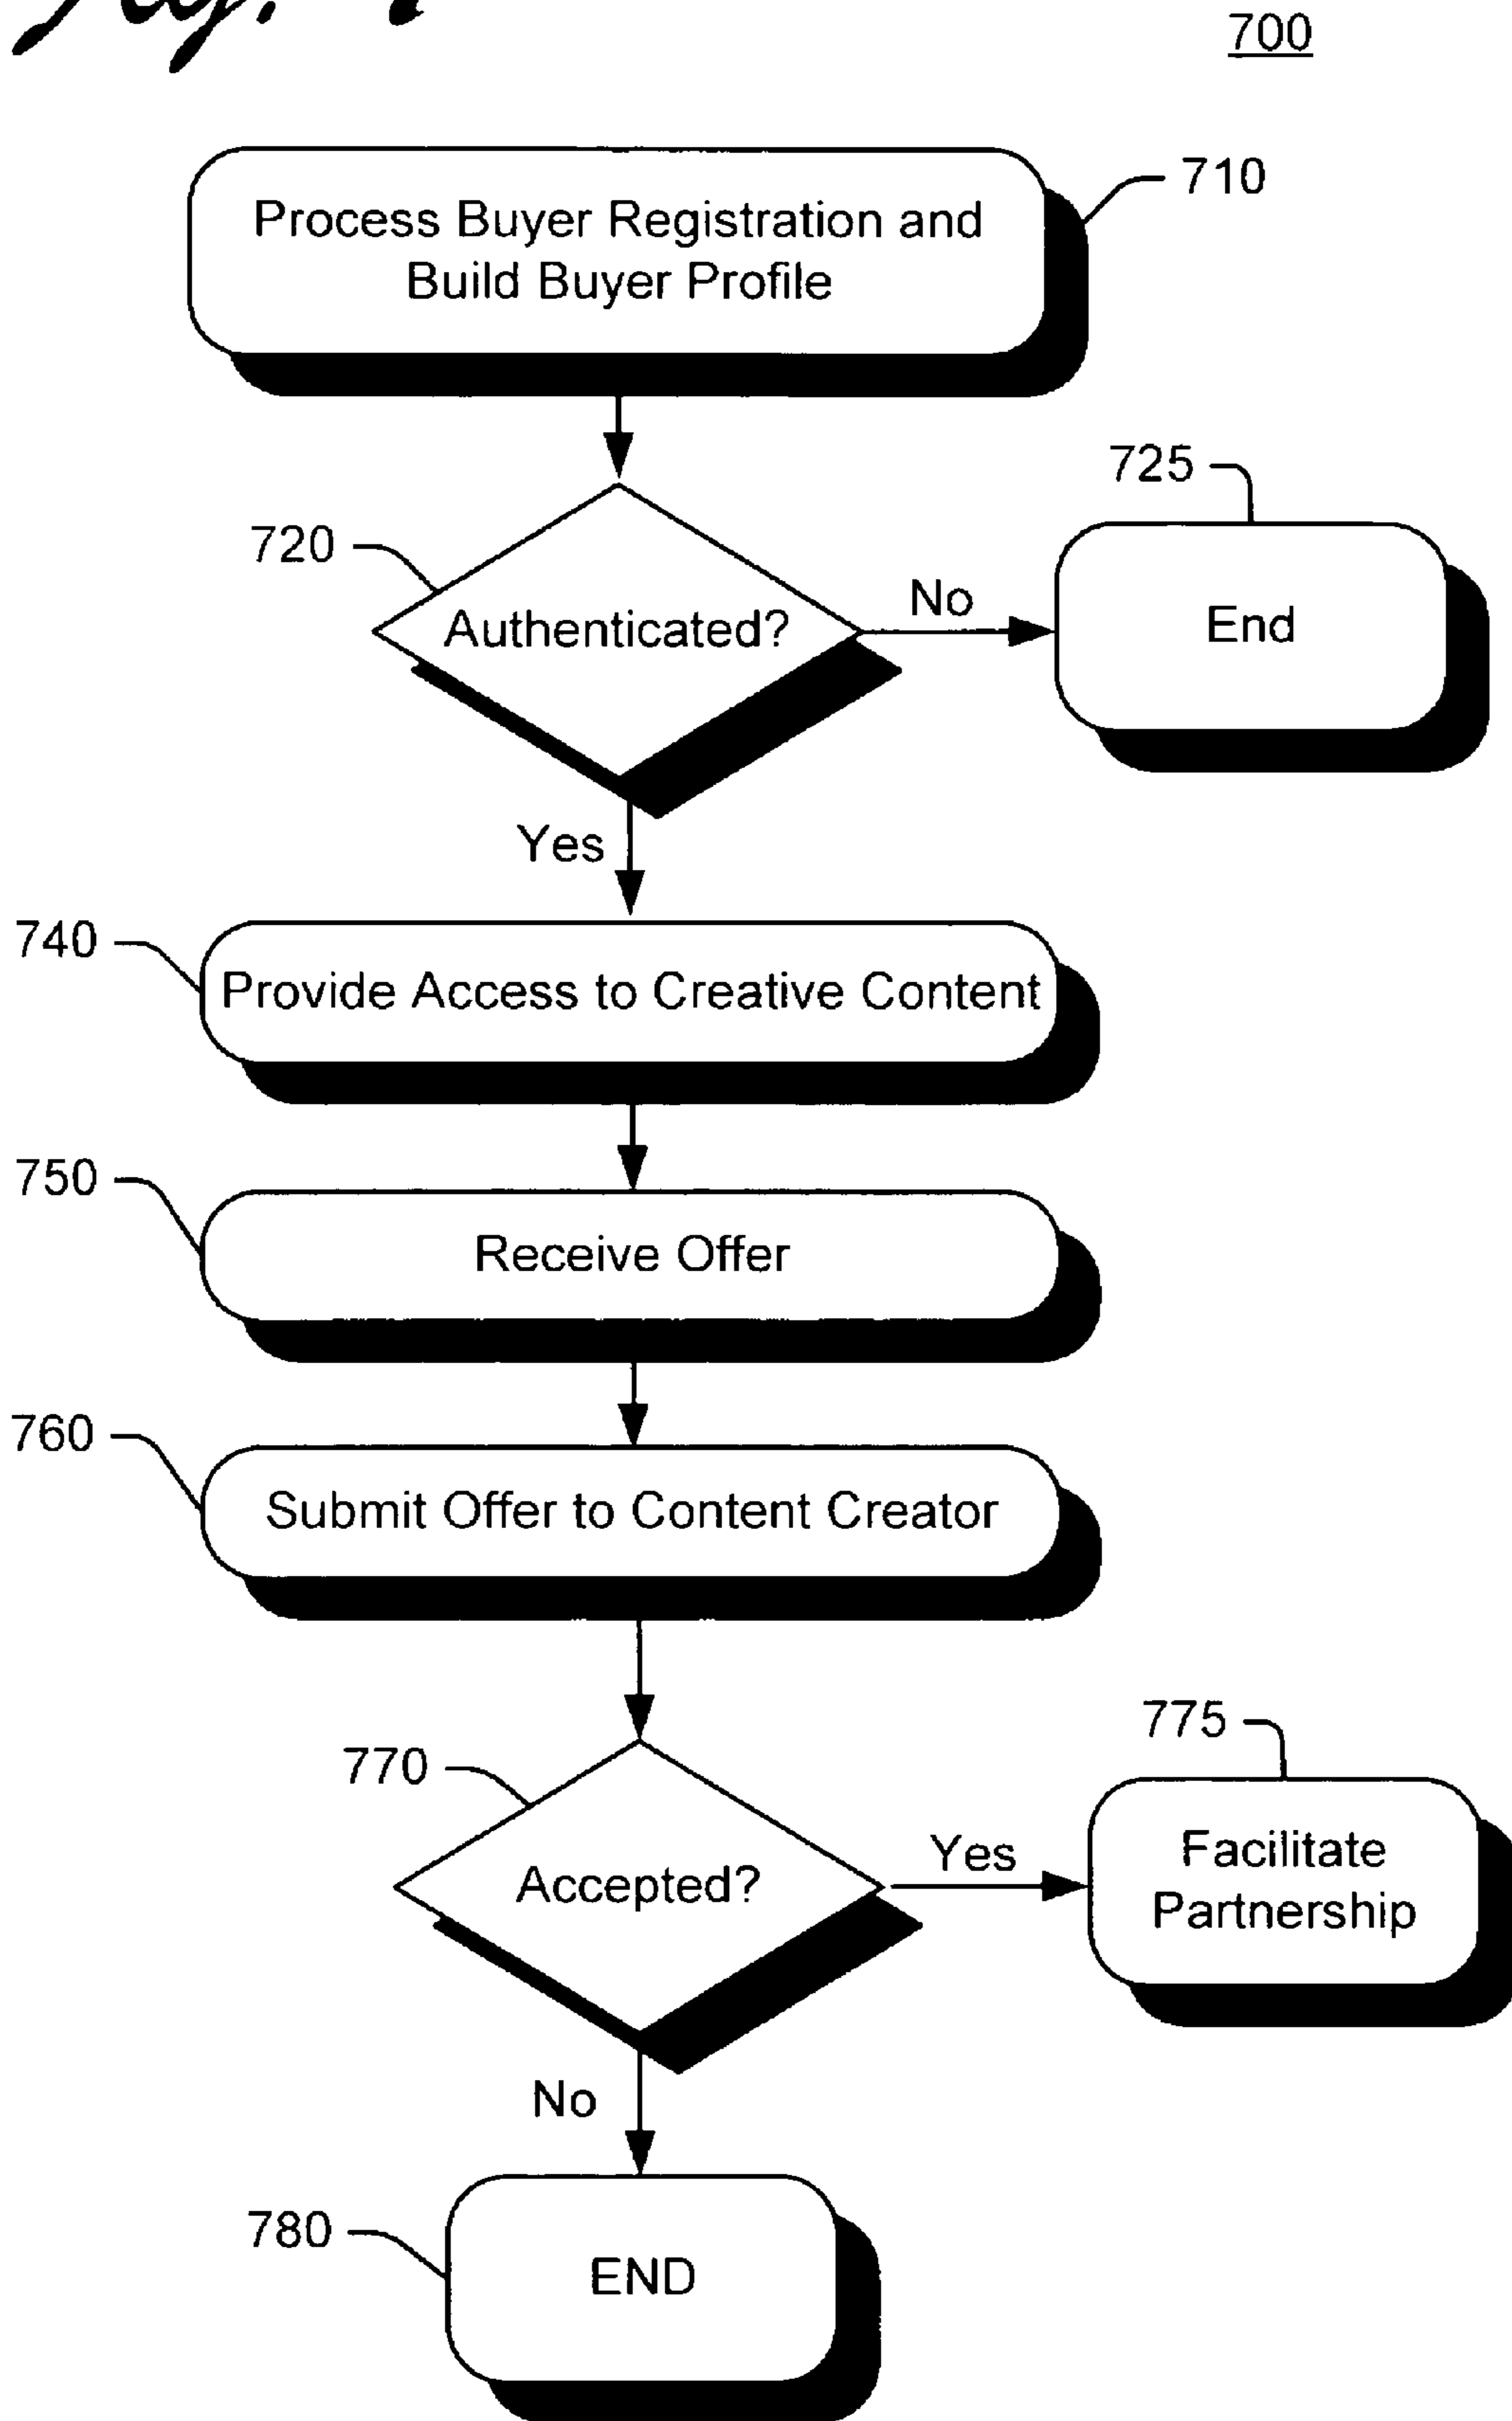 700
Process Buyer Registration and
Build Buyer Profile
710
725
720
Authenticated?
No
End
Yes
740
Provide Access to Creative Content
750
Receive Offer
760
Submit Offer to Content Creator
775
770
Accepted?
Yes
Facilitate
Partnership
No
780
END